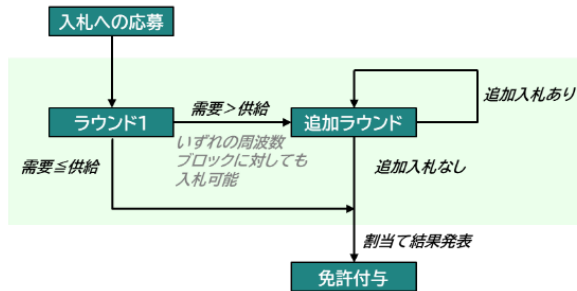 入札への応募
ラウンド1
需要>供給
追加ラウンド
追加入札あり
いずれの周波数
ブロックに対しても
入札可能
需要≦供給
追加入札なし
割当て結果発表
免許付与